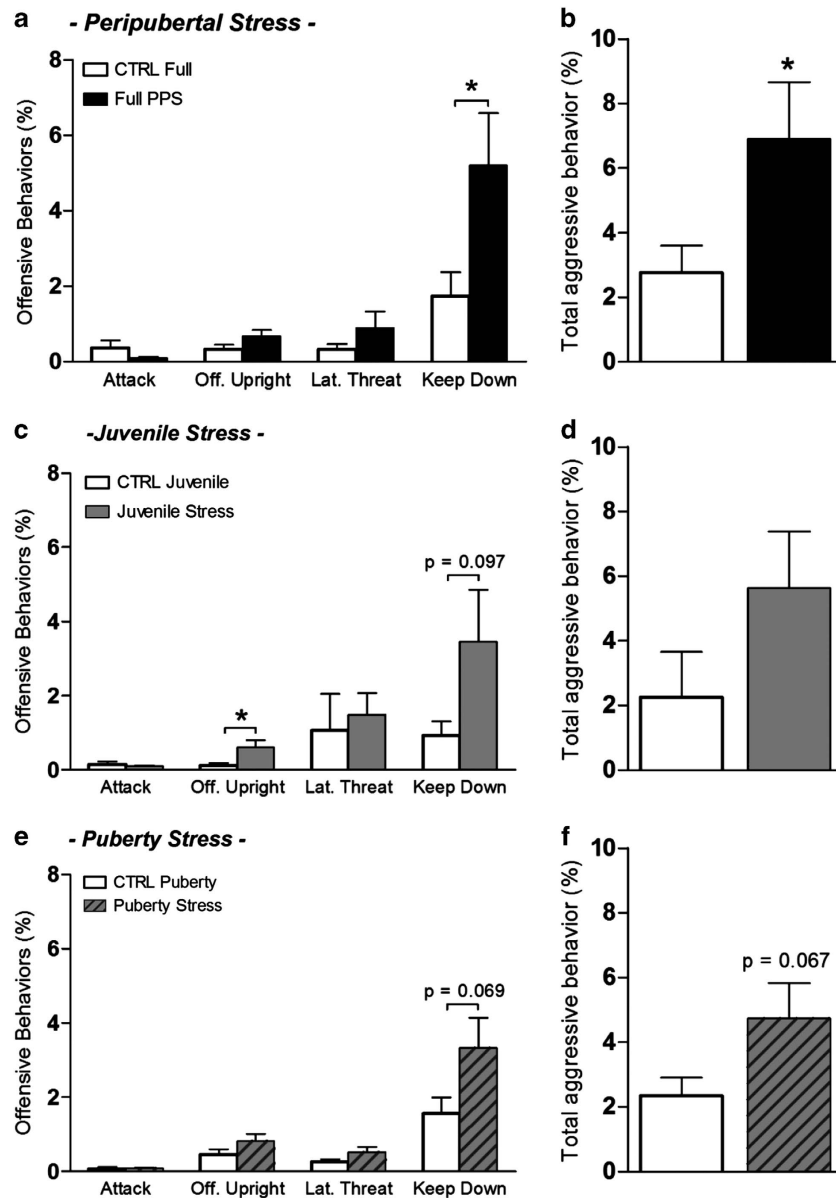 a
- Peripubertal Stress -
Offensive Behaviors (%)
8
6
4
2
0
CTRL Full
Full PPS
*
Attack
Off. Upright
Lat. Threat
Keep Down
b
Total aggressive behavior (%)
10
8
6
4
2
0
*
c
-Juvenile Stress -
Offensive Behaviors (%)
8
6
4
2
0
CTRL Juvenile
Juvenile Stress
*
p = 0.097
Attack
Off. Upright
Lat. Threat
Keep Down
d
Total aggressive behavior (%)
10
8
6
4
2
0
e
- Puberty Stress -
Offensive Behaviors (%)
8
6
4
2
0
CTRL Puberty
Puberty Stress
p = 0.069
Attack
Off. Upright
Lat. Threat
Keep Down
f
Total aggressive behavior (%)
10
8
6
4
2
0
p = 0.067